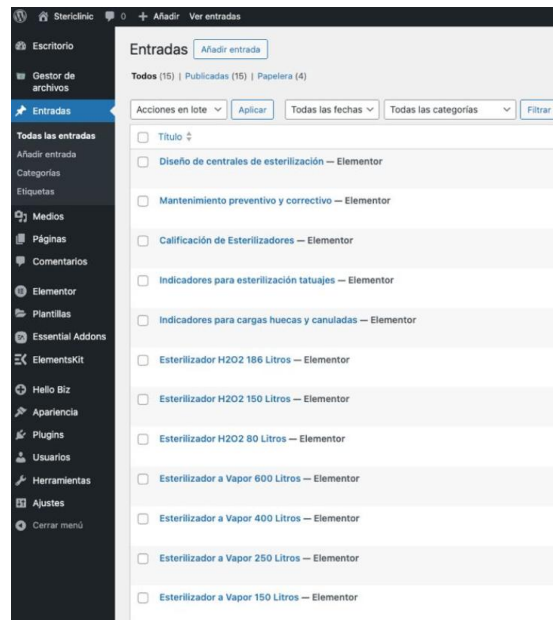 Stericlinic 0 + Añadir Ver entradas
Escritorio
Gestor de
archivos
Entradas
Todas las entradas
Añadir entrada
Categorías
Etiquetas
Medios
Páginas
Comentarios
Elementor
Plantillas
Essential Addons
ElementsKit
Hello Biz
Apariencia
Plugins
Usuarios
Herramientas
Ajustes
Cerrar menú
Entradas Añadir entrada
Todos (15) | Publicadas (15) | Papelera (4)
Acciones en lote Aplicar Todas las fechas Todas las categorías Filtrar
Título
Diseño de centrales de esterilización — Elementor
Mantenimiento preventivo y correctivo — Elementor
Calificación de Esterilizadores — Elementor
Indicadores para esterilización tatuajes — Elementor
Indicadores para cargas huecas y canuladas — Elementor
Esterilizador H2O2 186 Litros — Elementor
Esterilizador H2O2 150 Litros — Elementor
Esterilizador H2O2 80 Litros — Elementor
Esterilizador a Vapor 600 Litros — Elementor
Esterilizador a Vapor 400 Litros — Elementor
Esterilizador a Vapor 250 Litros — Elementor
Esterilizador a Vapor 150 Litros — Elementor